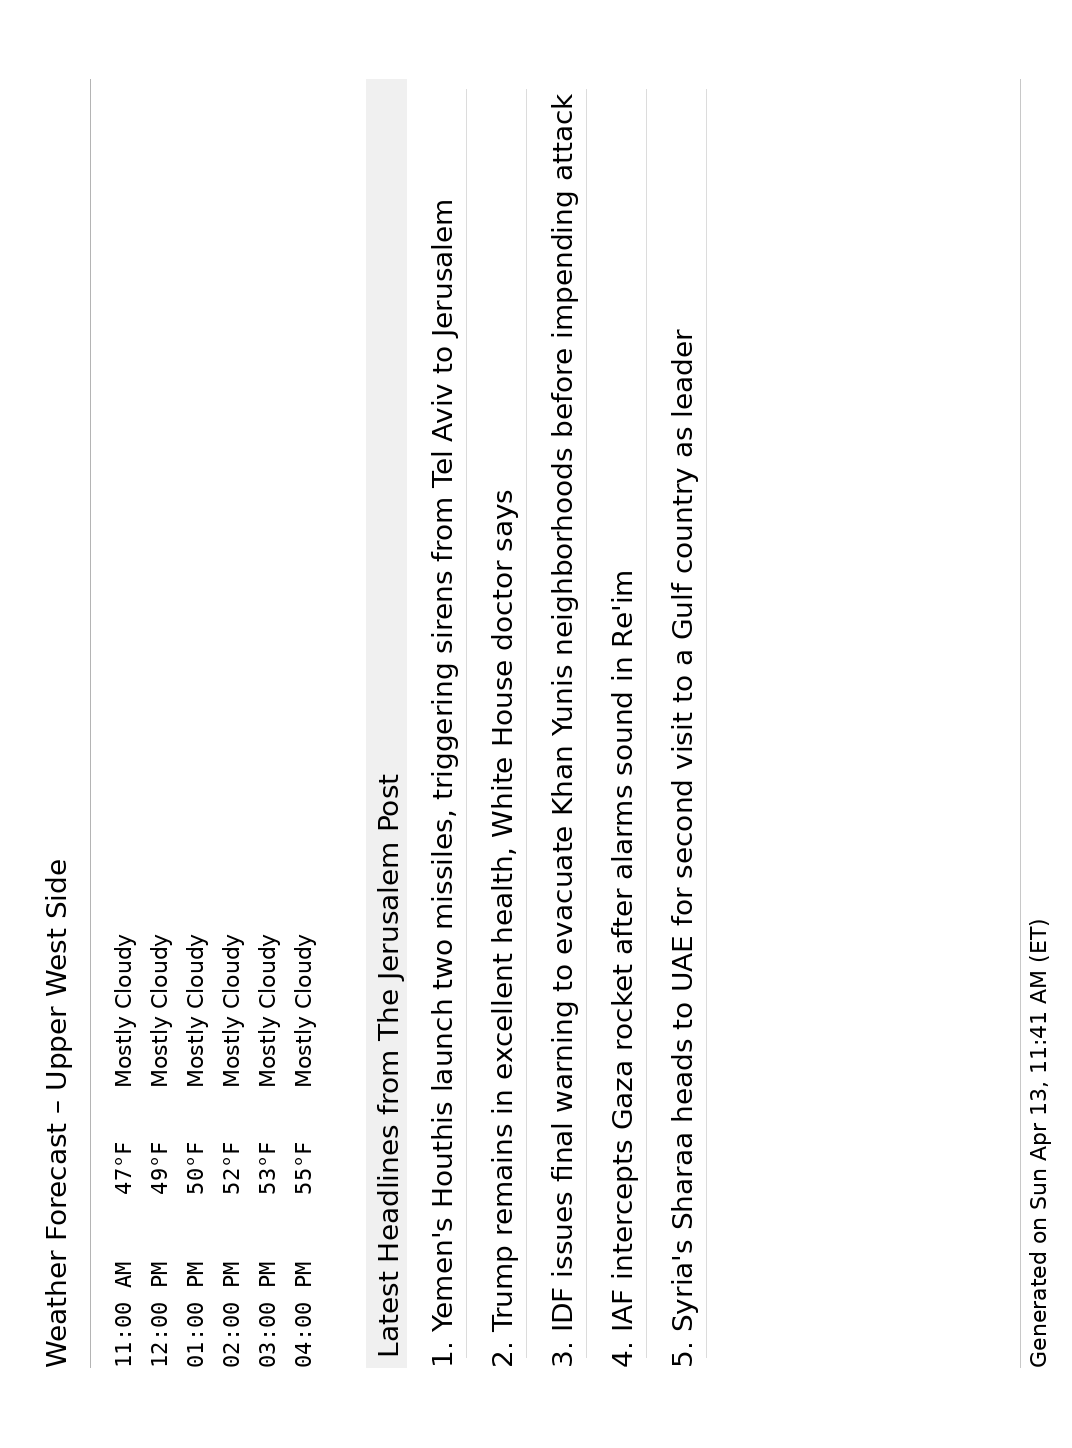 Weather Forecast – Upper West Side
11:00 AM 47°F Mostly Cloudy
12:00 PM 49°F Mostly Cloudy
01:00 PM 50°F Mostly Cloudy
02:00 PM 52°F Mostly Cloudy
03:00 PM 53°F Mostly Cloudy
04:00 PM 55°F Mostly Cloudy
Latest Headlines from The Jerusalem Post
1. Yemen's Houthis launch two missiles, triggering sirens from Tel Aviv to Jerusalem
2. Trump remains in excellent health, White House doctor says
3. IDF issues final warning to evacuate Khan Yunis neighborhoods before impending attack
4. IAF intercepts Gaza rocket after alarms sound in Re'im
5. Syria's Sharaa heads to UAE for second visit to a Gulf country as leader
Generated on Sun Apr 13, 11:41 AM (ET)